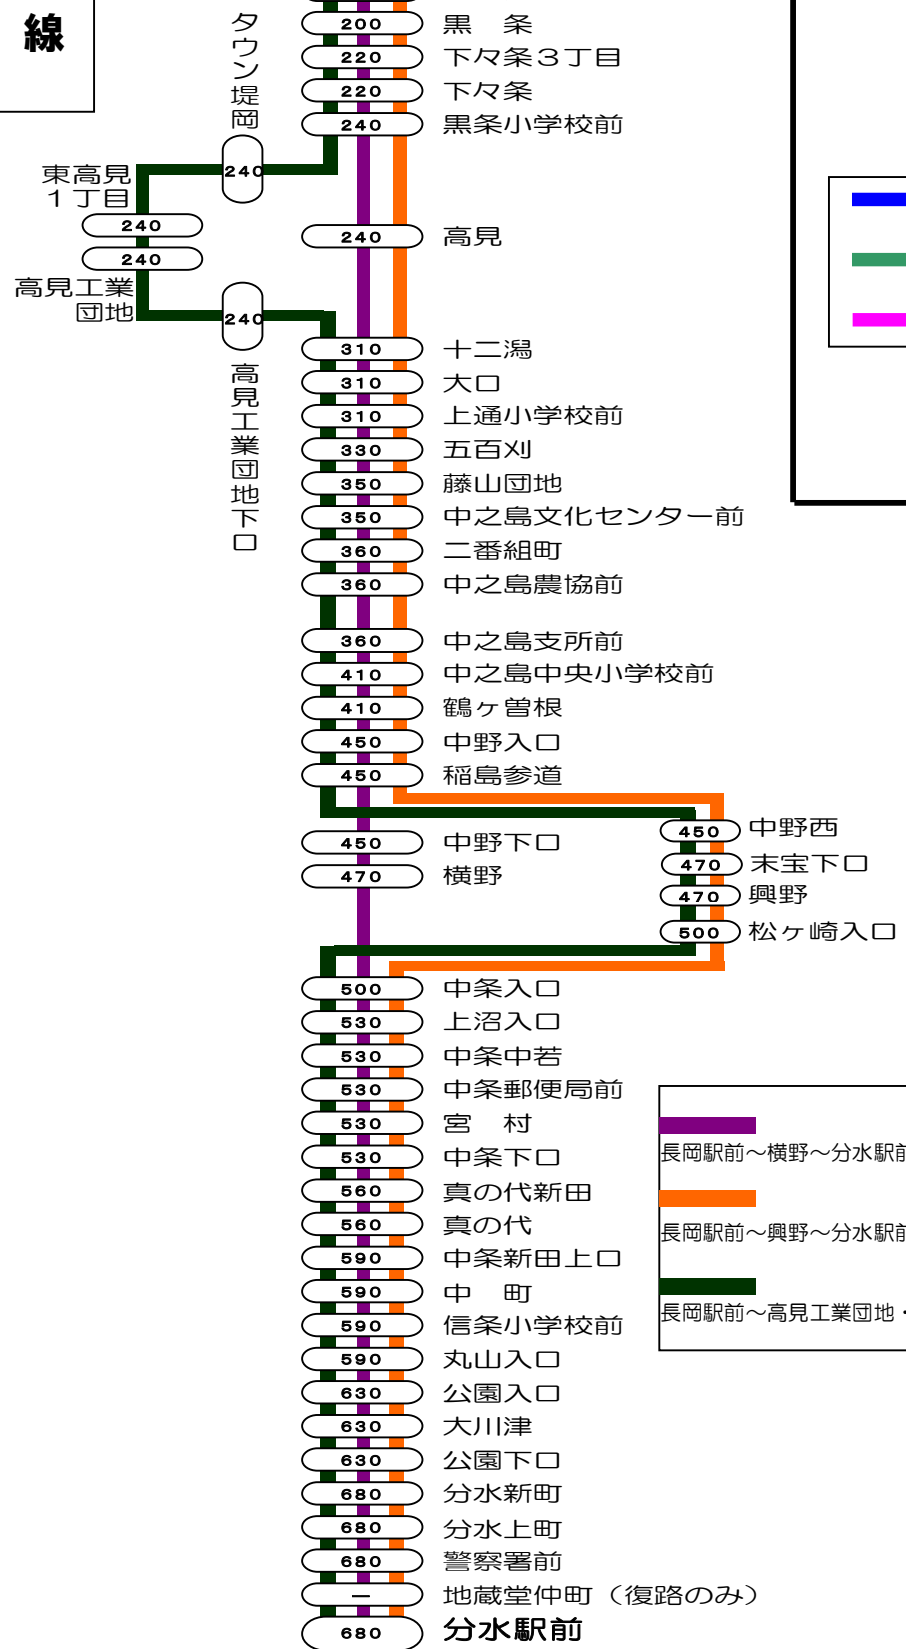 線
タウン堤岡
200 黒　条
220 下々条３丁目
220 下々条
240 黒条小学校前
240
東高見
１丁目
240
240
高見工業
団地
240
高見工業団地下口
240 高見
310 十二潟
310 大口
310 上通小学校前
330 五百刈
350 藤山団地
350 中之島文化センター前
360 二番組町
360 中之島農協前
360 中之島支所前
410 中之島中央小学校前
410 鶴ヶ曽根
450 中野入口
450 稲島参道
450 中野西
470 末宝下口
470 興野
500 松ヶ崎入口
450 中野下口
470 横野
500 中条入口
530 上沼入口
530 中条中若
530 中条郵便局前
530 宮　村
530 中条下口
560 真の代新田
560 真の代
590 中条新田上口
590 中　町
590 信条小学校前
590 丸山入口
630 公園入口
630 大川津
630 公園下口
680 分水新町
680 分水上町
680 警察署前
－ 地蔵堂仲町（復路のみ）
680 分水駅前
長岡駅前～横野～分水駅前
長岡駅前～興野～分水駅前
長岡駅前～高見工業団地・